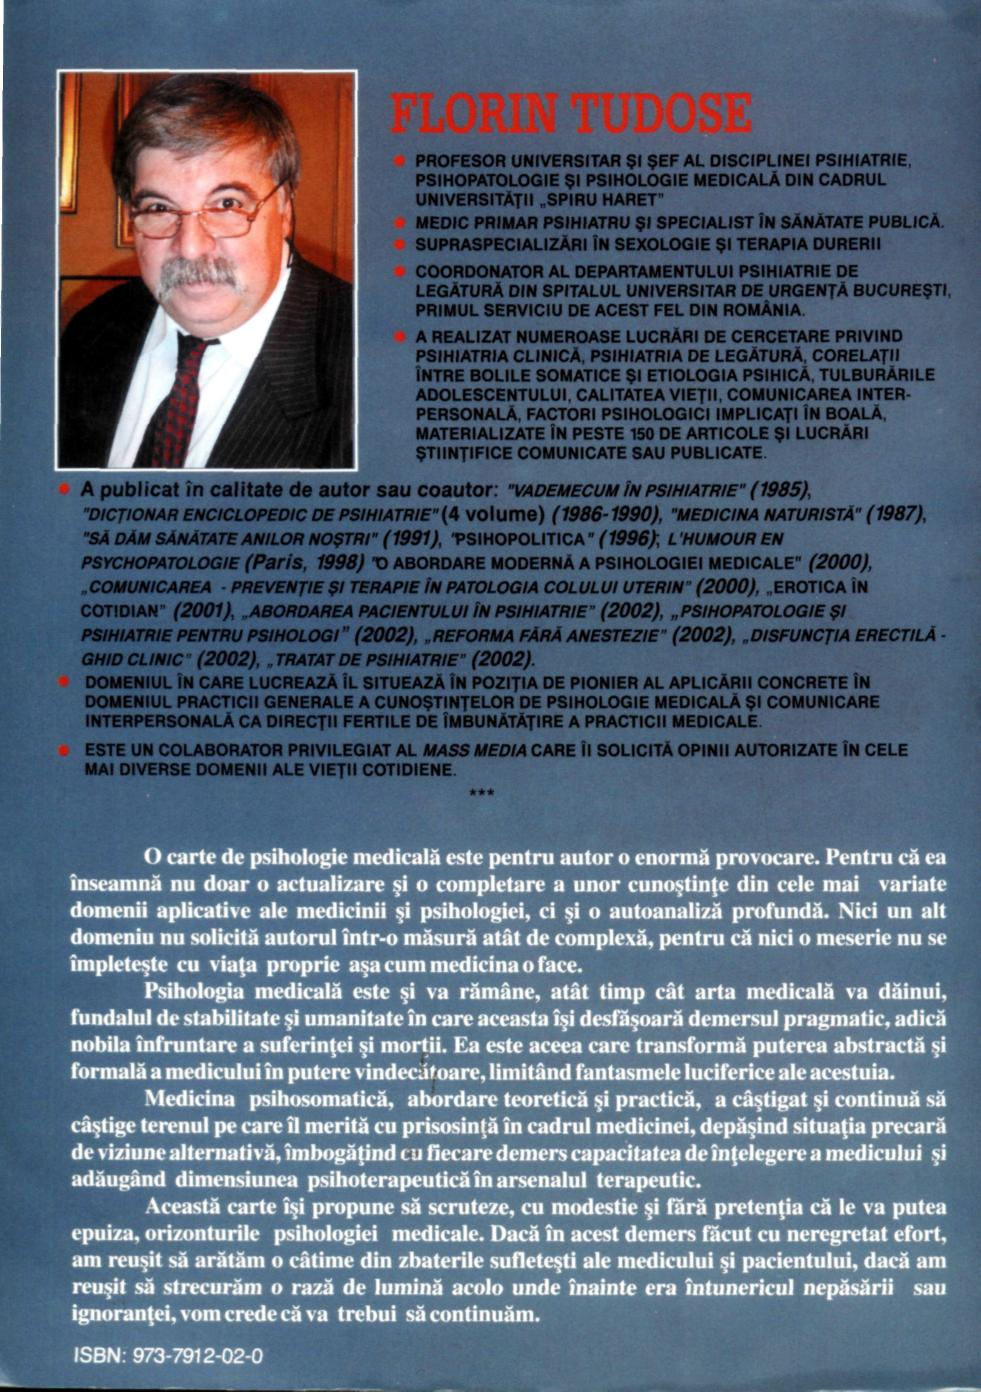 FLORIN TUDOSE
PROFESOR UNIVERSITAR ŞI ŞEF AL DISCIPLINEI PSIHIATRIE,
PSIHOPATOLOGIE ŞI PSIHOLOGIE MEDICALĂ DIN CADRUL
UNIVERSITĂŢII „SPIRU HARET"
MEDIC PRIMAR PSIHIATRU ŞI SPECIALIST ÎN SĂNĂTATE PUBLICĂ.
SUPRASPECIALIZĂRI ÎN SEXOLOGIE ŞI TERAPIA DURERII
COORDONATOR AL DEPARTAMENTULUI PSIHIATRIE DE
LEGĂTURĂ DIN SPITALUL UNIVERSITAR DE URGENŢĂ BUCUREŞTI,
PRIMUL SERVICIU DE ACEST FEL DIN ROMÂNIA.
A REALIZAT NUMEROASE LUCRĂRI DE CERCETARE PRIVIND
PSIHIATRIA CLINICĂ, PSIHIATRIA DE LEGĂTURĂ, CORELAŢII
ÎNTRE BOLILE SOMATICE ŞI ETIOLOGIA PSIHICĂ, TULBURĂRILE
ADOLESCENTULUI, CALITATEA VIEŢII, COMUNICAREA INTER-
PERSONALĂ, FACTORI PSIHOLOGICI IMPLICAŢI ÎN BOALĂ,
MATERIALIZATE ÎN PESTE 150 DE ARTICOLE ŞI LUCRĂRI
ŞTIINŢIFICE COMUNICATE SAU PUBLICATE.
A publicat în calitate de autor sau coautor: "VADEMECUM ÎN PSIHIATRIE" (1985),
"DICŢIONAR ENCICLOPEDIC DE PSIHIATRIE" (4 volume) (1986-1990), "MEDICINA NATURISTĂ" (1987),
"SĂ DĂM SĂNĂTATE ANILOR NOŞTRI" (1991), "PSIHOPOLITICA" (1996); L'HUMOUR EN
PSYCHOPATOLOGIE (Paris, 1998) "O ABORDARE MODERNĂ A PSIHOLOGIEI MEDICALE" (2000),
„COMUNICAREA - PREVENŢIE ŞI TERAPIE ÎN PATOLOGIA COLULUI UTERIN" (2000), „EROTICA ÎN
COTIDIAN" (2001), „ABORDAREA PACIENTULUI ÎN PSIHIATRIE" (2002), „PSIHOPATOLOGIE ŞI
PSIHIATRIE PENTRU PSIHOLOGI" (2002), „REFORMA FĂRĂ ANESTEZIE" (2002), „DISFUNCŢIA ERECTILĂ -
GHID CLINIC" (2002), „TRATAT DE PSIHIATRIE" (2002).
DOMENIUL ÎN CARE LUCREAZĂ ÎL SITUEAZĂ ÎN POZIŢIA DE PIONIER AL APLICĂRII CONCRETE ÎN
DOMENIUL PRACTICII GENERALE A CUNOŞTINŢELOR DE PSIHOLOGIE MEDICALĂ ŞI COMUNICARE
INTERPERSONALĂ CA DIRECŢII FERTILE DE ÎMBUNĂTĂŢIRE A PRACTICII MEDICALE.
ESTE UN COLABORATOR PRIVILEGIAT AL MASS MEDIA CARE ÎI SOLICITĂ OPINII AUTORIZATE ÎN CELE
MAI DIVERSE DOMENII ALE VIEŢII COTIDIENE.
***
O carte de psihologie medicală este pentru autor o enormă provocare. Pentru că ea
înseamnă nu doar o actualizare şi o completare a unor cunoştinţe din cele mai variate
domenii aplicative ale medicinii şi psihologiei, ci şi o autoanaliză profundă. Nici un alt
domeniu nu solicită autorul într-o măsură atât de complexă, pentru că nici o meserie nu se
împleteşte cu viaţa proprie aşa cum medicina o face.
Psihologia medicală este şi va rămâne, atât timp cât arta medicală va dăinui,
fundalul de stabilitate şi umanitate în care aceasta îşi desfăşoară demersul pragmatic, adică
nobila înfruntare a suferinţei şi morţii. Ea este aceea care transformă puterea abstractă şi
formală a medicului în putere vindecătoare, limitând fantasmele luciferice ale acestuia.
Medicina psihosomatică, abordare teoretică şi practică, a câştigat şi continuă să
câştige terenul pe care îl merită cu prisosinţă în cadrul medicinei, depăşind situaţia precară
de viziune alternativă, îmbogăţind cu fiecare demers capacitatea de înţelegere a medicului şi
adăugând dimensiunea psihoterapeutică în arsenalul terapeutic.
Această carte îşi propune să scruteze, cu modestie şi fără pretenţia că le va putea
epuiza, orizonturile psihologiei medicale. Dacă în acest demers făcut cu neregretat efort,
am reuşit să arătăm o câtime din zbaterile sufleteşti ale medicului şi pacientului, dacă am
reuşit să strecurăm o rază de lumină acolo unde înainte era întunericul nepăsării sau
ignoranţei, vom crede că va trebui să continuăm.
ISBN: 973-7912-02-0